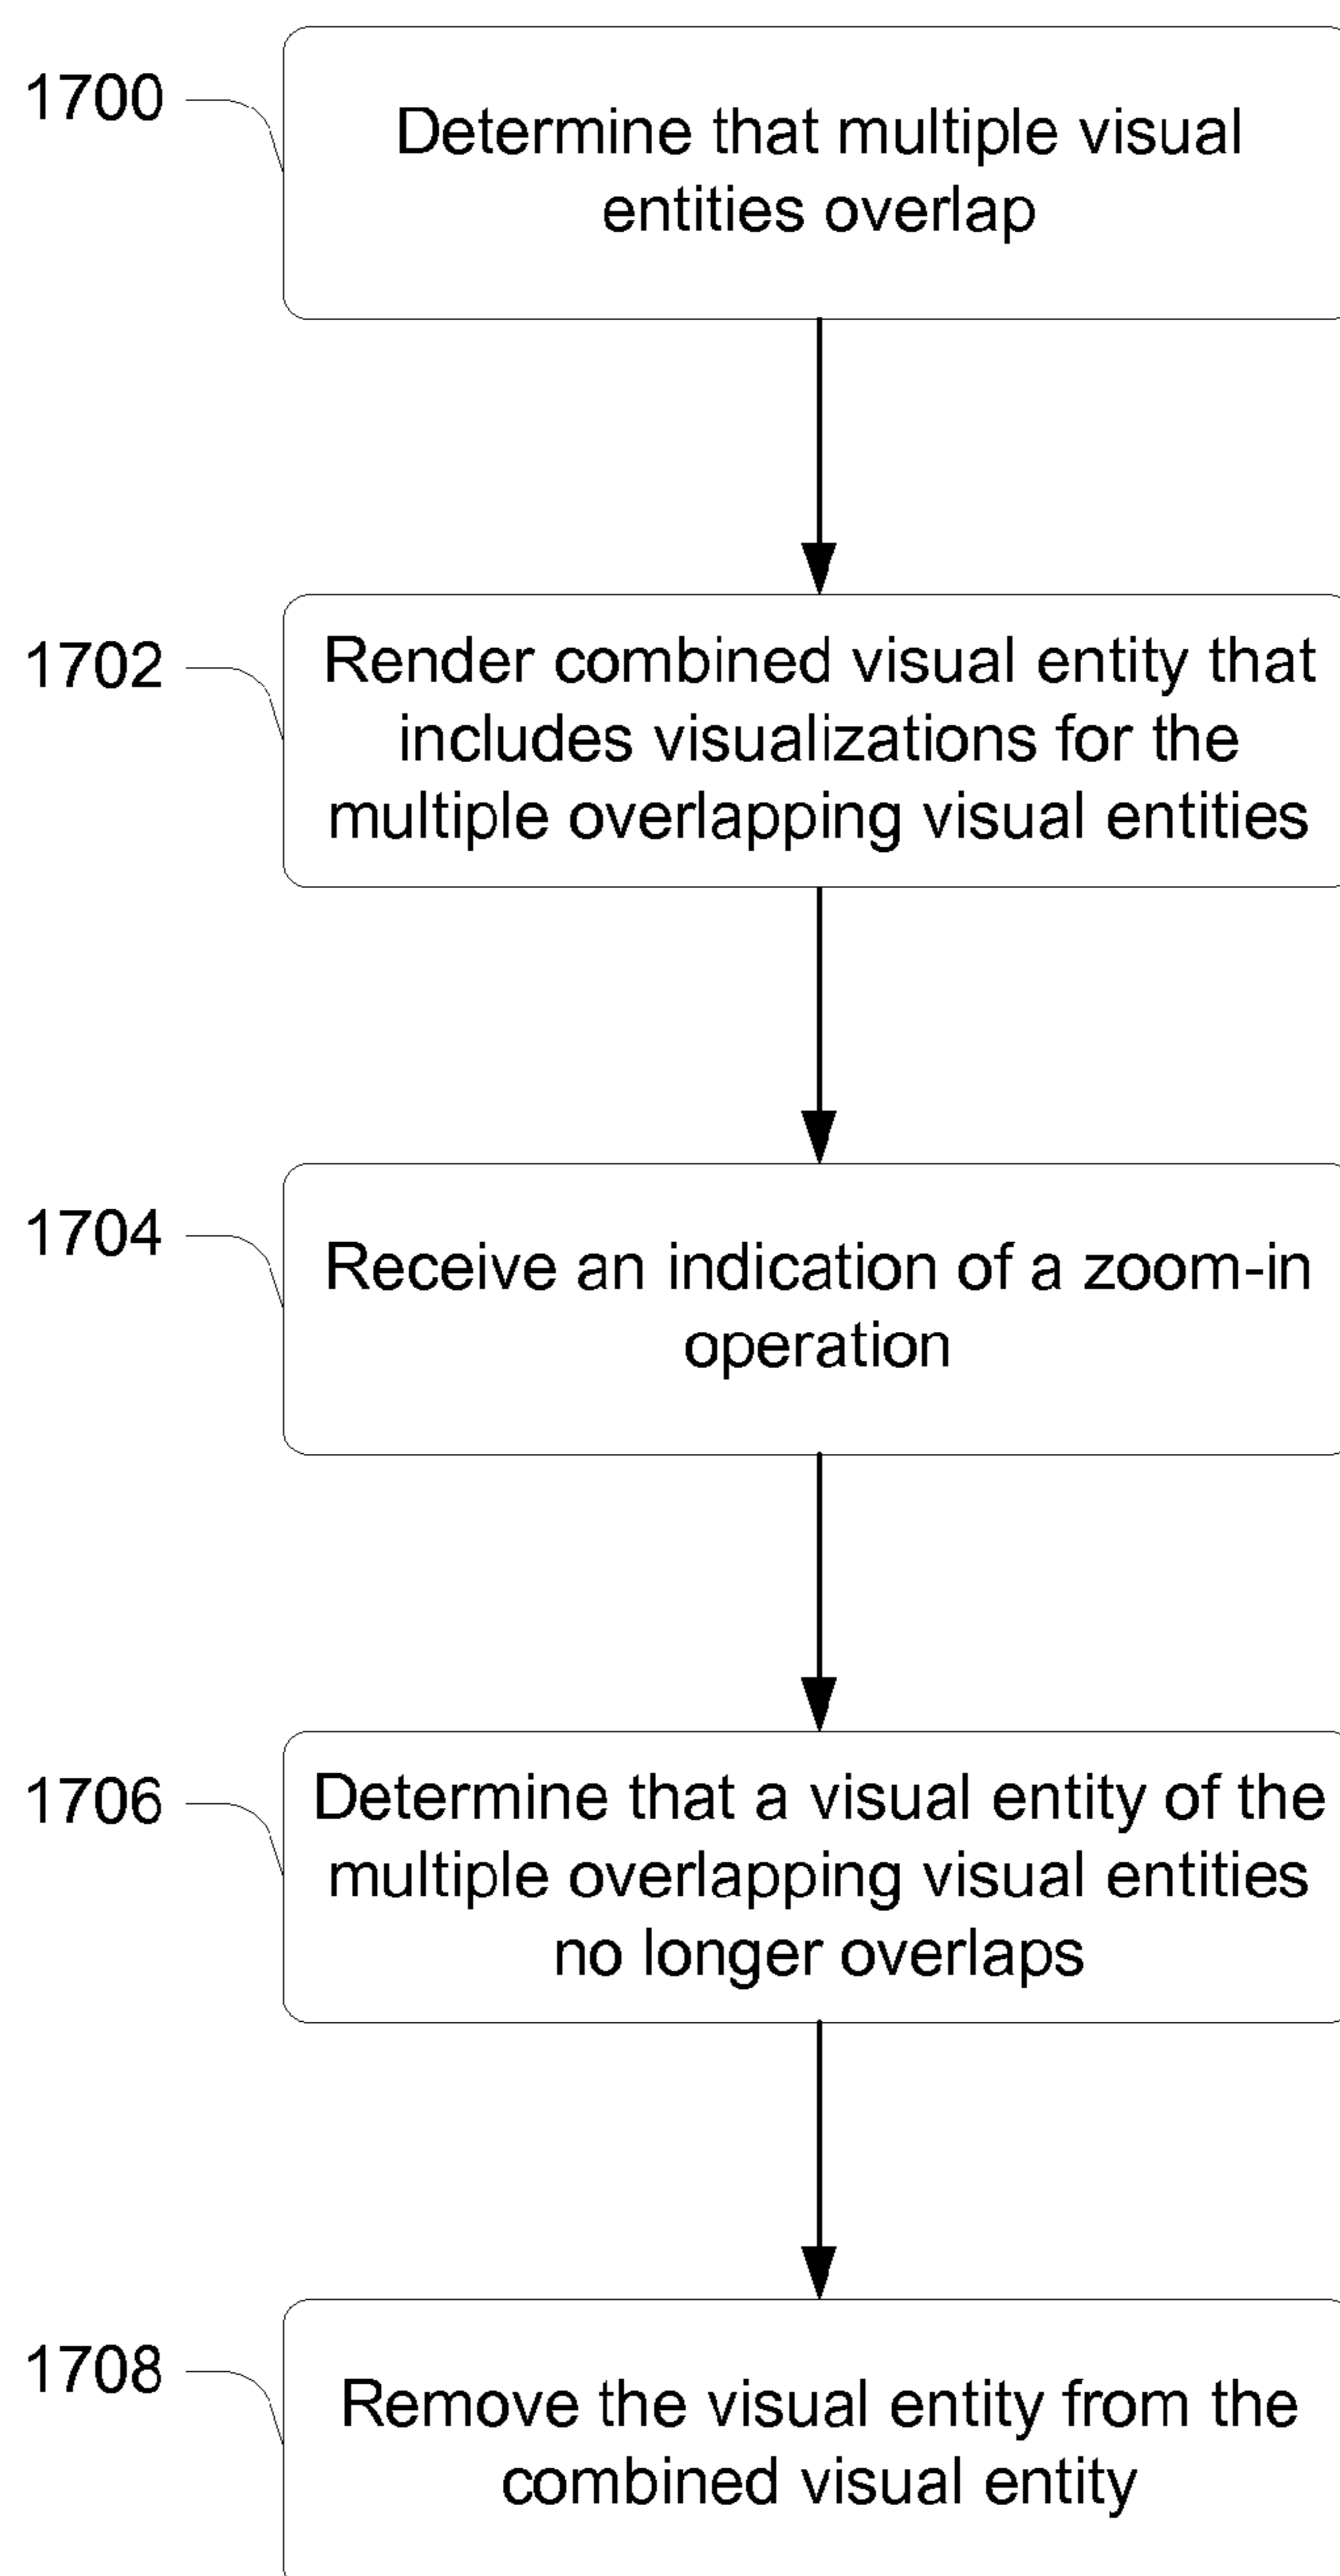 1700
Determine that multiple visual
entities overlap
1702
Render combined visual entity that
includes visualizations for the
multiple overlapping visual entities
1704
Receive an indication of a zoom-in
operation
1706
Determine that a visual entity of the
multiple overlapping visual entities
no longer overlaps
1708
Remove the visual entity from the
combined visual entity